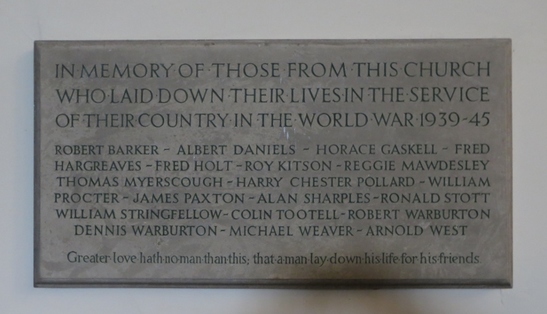 IN MEMORY OF THOSE FROM THIS CHURCH
WHO LAID DOWN THEIR LIVES IN THE SERVICE
OF THEIR COUNTRY IN THE WORLD WAR 1939-45
ROBERT BARKER - ALBERT DANIELS - HORACE GASKELL - FRED
HARGREAVES - FRED HOLT - ROY KITSON - REGGIE MAWDESLEY
THOMAS MYERSCOUGH - HARRY CHESTER POLLARD - WILLIAM
PROCTER - JAMES PAXTON - ALAN SHARPLES - RONALD STOTT
WILLIAM STRINGFELLOW - COLIN TOOTELL - ROBERT WARBURTON
DENNIS WARBURTON - MICHAEL WEAVER - ARNOLD WEST
Greater love hath no man than this; that a man lay down his life for his friends